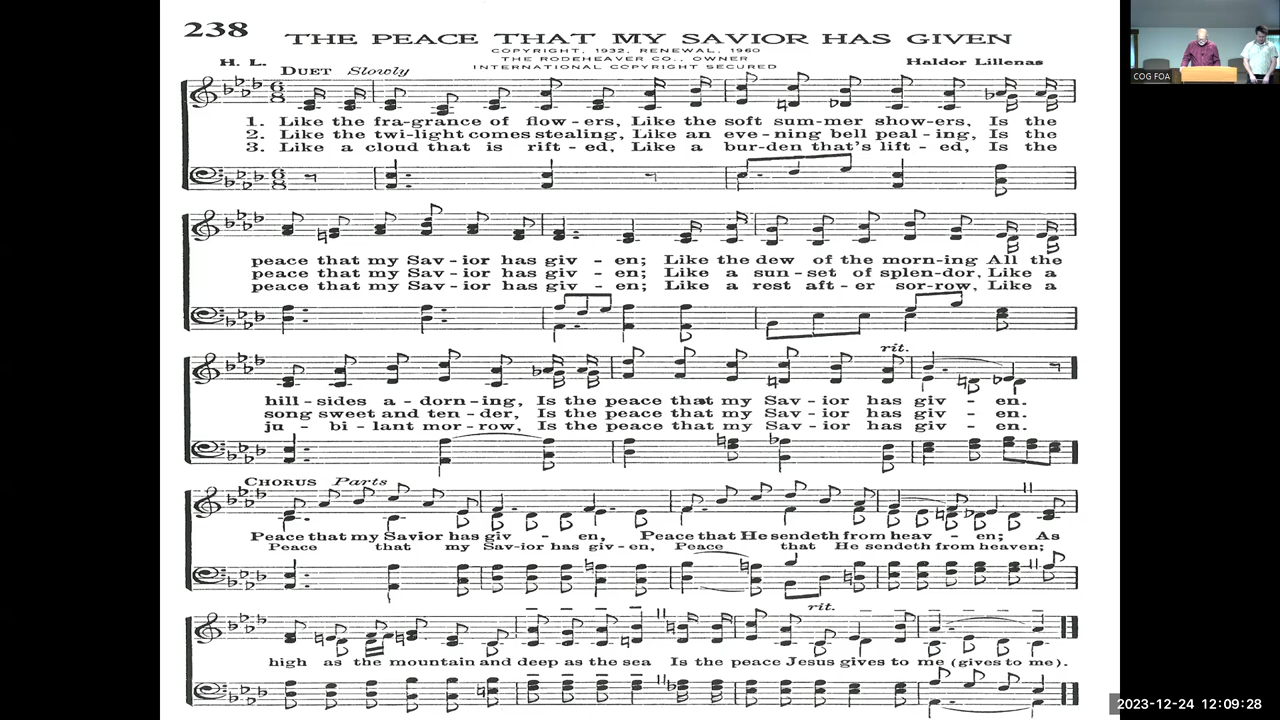 238
THE PEACE THAT MY SAVIOR HAS GIVEN
COPYRIGHT, 1932, RENEWAL, 1960
THE RODEHEAVER CO., OWNER
INTERNATIONAL COPYRIGHT SECURED
H. L.
Haldor Lillenas
DUET Slowly
1. Like the fra-grance of flow-ers, Like the soft sum-mer show-ers, Is the
2. Like the twi-light comes stealing, Like an eve-ning bell peal-ing, Is the
3. Like a cloud that is rift-ed, Like a bur-den that's lift-ed, Is the
peace that my Sav-ior has giv-en; Like the dew of the morn-ing All the
peace that my Sav-ior has giv-en; Like a sun-set of splen-dor, Like a
peace that my Sav-ior has giv-en; Like a rest aft-er sor-row, Like a
rit.
hill-sides a-dorn-ing, Is the peace that my Sav-ior has giv-en.
song sweet and ten-der, Is the peace that my Sav-ior has giv-en.
ju-bi-lant mor-row, Is the peace that my Sav-ior has giv-en.
CHORUS Parts
Peace that my Savior has giv-en, Peace that He sendeth from heav-en; As
Peace that my Sav-ior has giv-en, Peace that He sendeth from heaven;
rit.
high as the mountain and deep as the sea Is the peace Jesus gives to me (gives to me).
COG FOA
2023-12-24 12:09:28